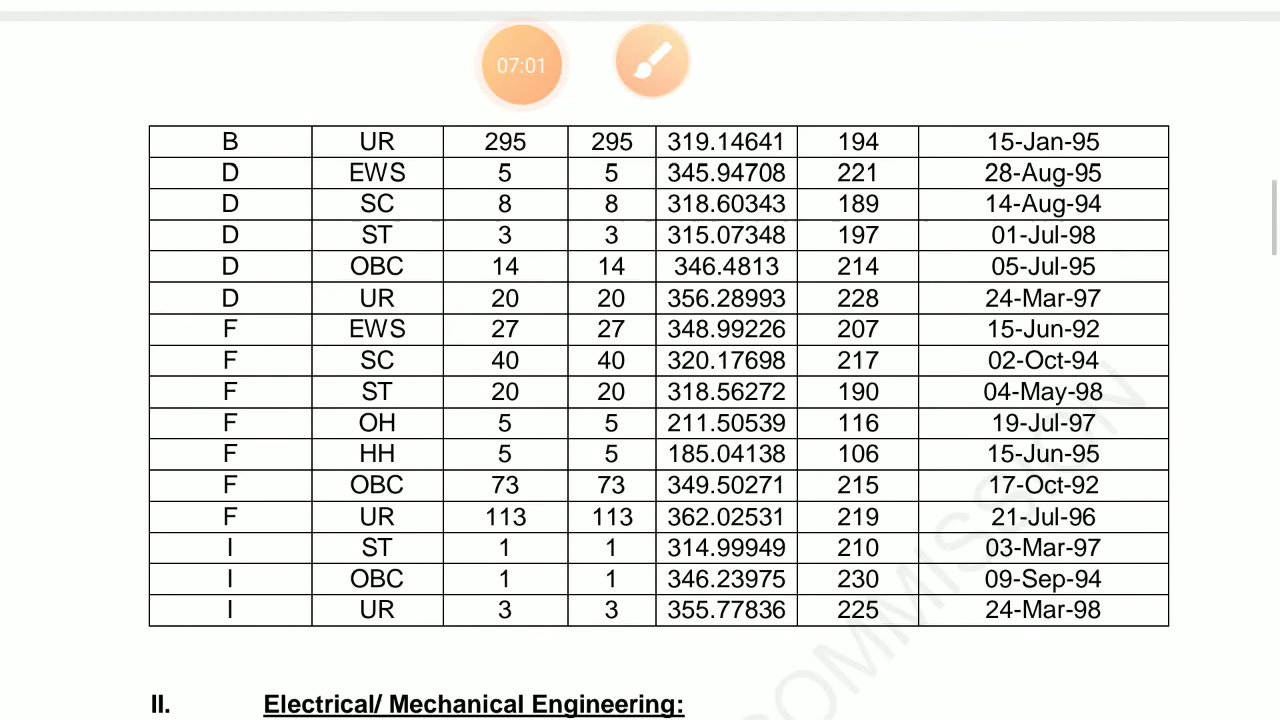 07:01
B UR 295 295 319.14641 194 15-Jan-95
D EWS 5 5 345.94708 221 28-Aug-95
D SC 8 8 318.60343 189 14-Aug-94
D ST 3 3 315.07348 197 01-Jul-98
D OBC 14 14 346.4813 214 05-Jul-95
D UR 20 20 356.28993 228 24-Mar-97
F EWS 27 27 348.99226 207 15-Jun-92
F SC 40 40 320.17698 217 02-Oct-94
F ST 20 20 318.56272 190 04-May-98
F OH 5 5 211.50539 116 19-Jul-97
F HH 5 5 185.04138 106 15-Jun-95
F OBC 73 73 349.50271 215 17-Oct-92
F UR 113 113 362.02531 219 21-Jul-96
I ST 1 1 314.99949 210 03-Mar-97
I OBC 1 1 346.23975 230 09-Sep-94
I UR 3 3 355.77836 225 24-Mar-98
COMMISSION
II. Electrical/ Mechanical Engineering: